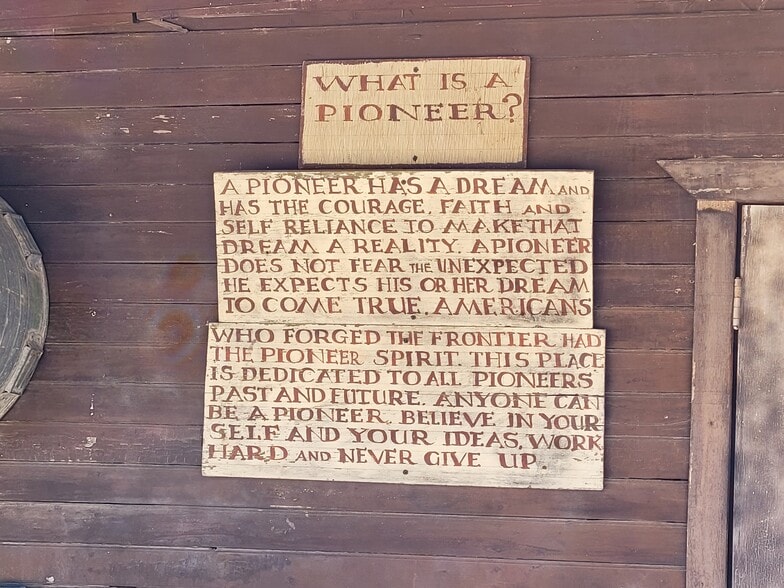 WHAT IS A
PIONEER?
A PIONEER HAS A DREAM AND
HAS THE COURAGE, FAITH AND
SELF RELIANCE TO MAKE THAT
DREAM A REALITY. A PIONEER
DOES NOT FEAR THE UNEXPECTED
HE EXPECTS HIS OR HER DREAM
TO COME TRUE. AMERICANS
WHO FORGED THE FRONTIER HAD
THE PIONEER SPIRIT. THIS PLACE
IS DEDICATED TO ALL PIONEERS
PAST AND FUTURE. ANYONE CAN
BE A PIONEER. BELIEVE IN YOUR
SELF AND YOUR IDEAS, WORK
HARD AND NEVER GIVE UP.